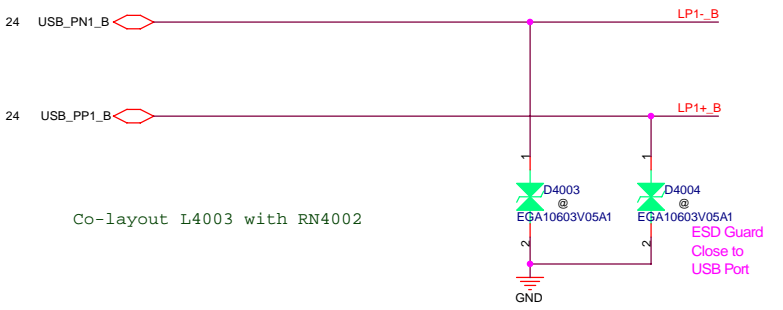 24 USB_PN1_B LP1-_B
24 USB_PP1_B LP1+_B
1 1
D4003 D4004
@ @
EGA10603V05A1 EGA10603V05A1
Co-layout L4003 with RN4002
2 2
ESD Guard
Close to
USB Port
GND